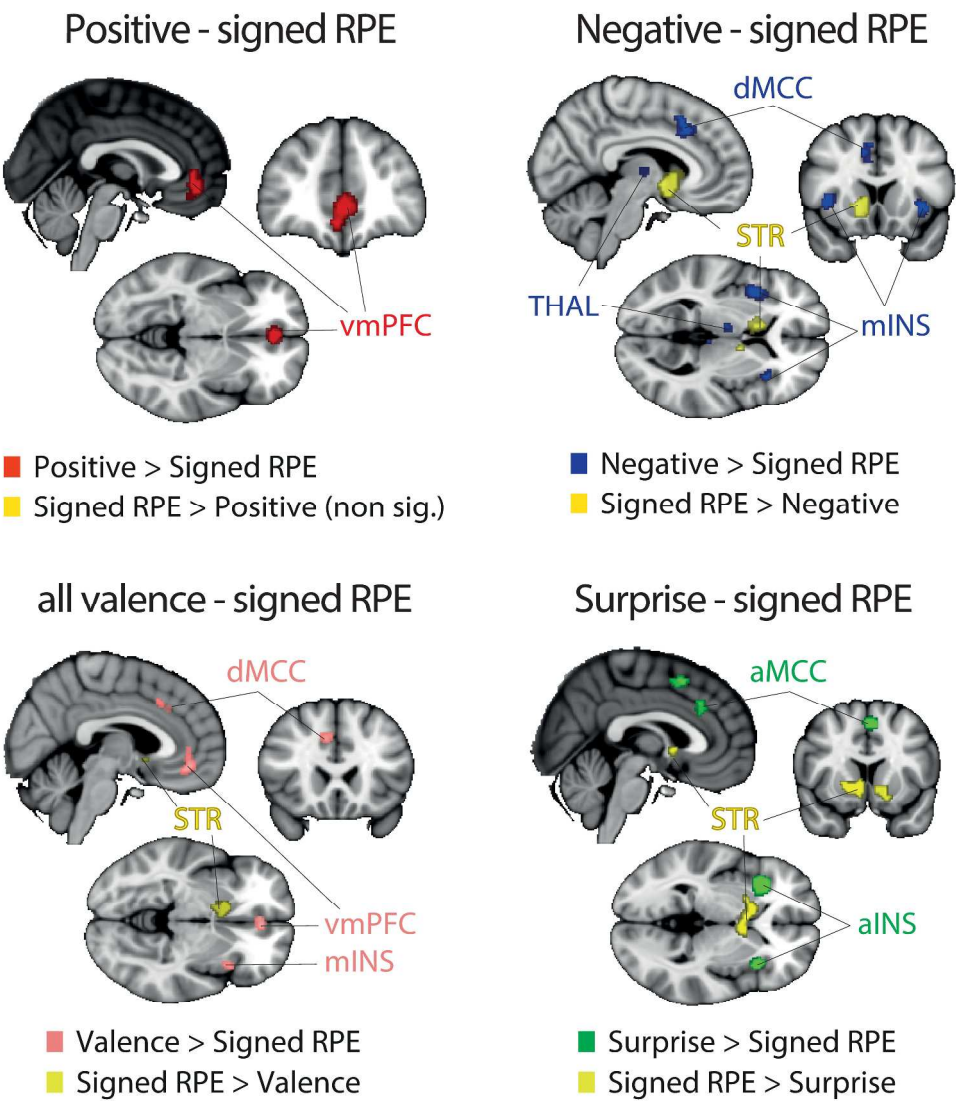 Positive - signed RPE
vmPFC
Positive > Signed RPE
Signed RPE > Positive (non sig.)
Negative - signed RPE
dMCC
STR
THAL
mINS
Negative > Signed RPE
Signed RPE > Negative
all valence - signed RPE
dMCC
STR
vmPFC
mINS
Valence > Signed RPE
Signed RPE > Valence
Surprise - signed RPE
aMCC
STR
aINS
Surprise > Signed RPE
Signed RPE > Surprise